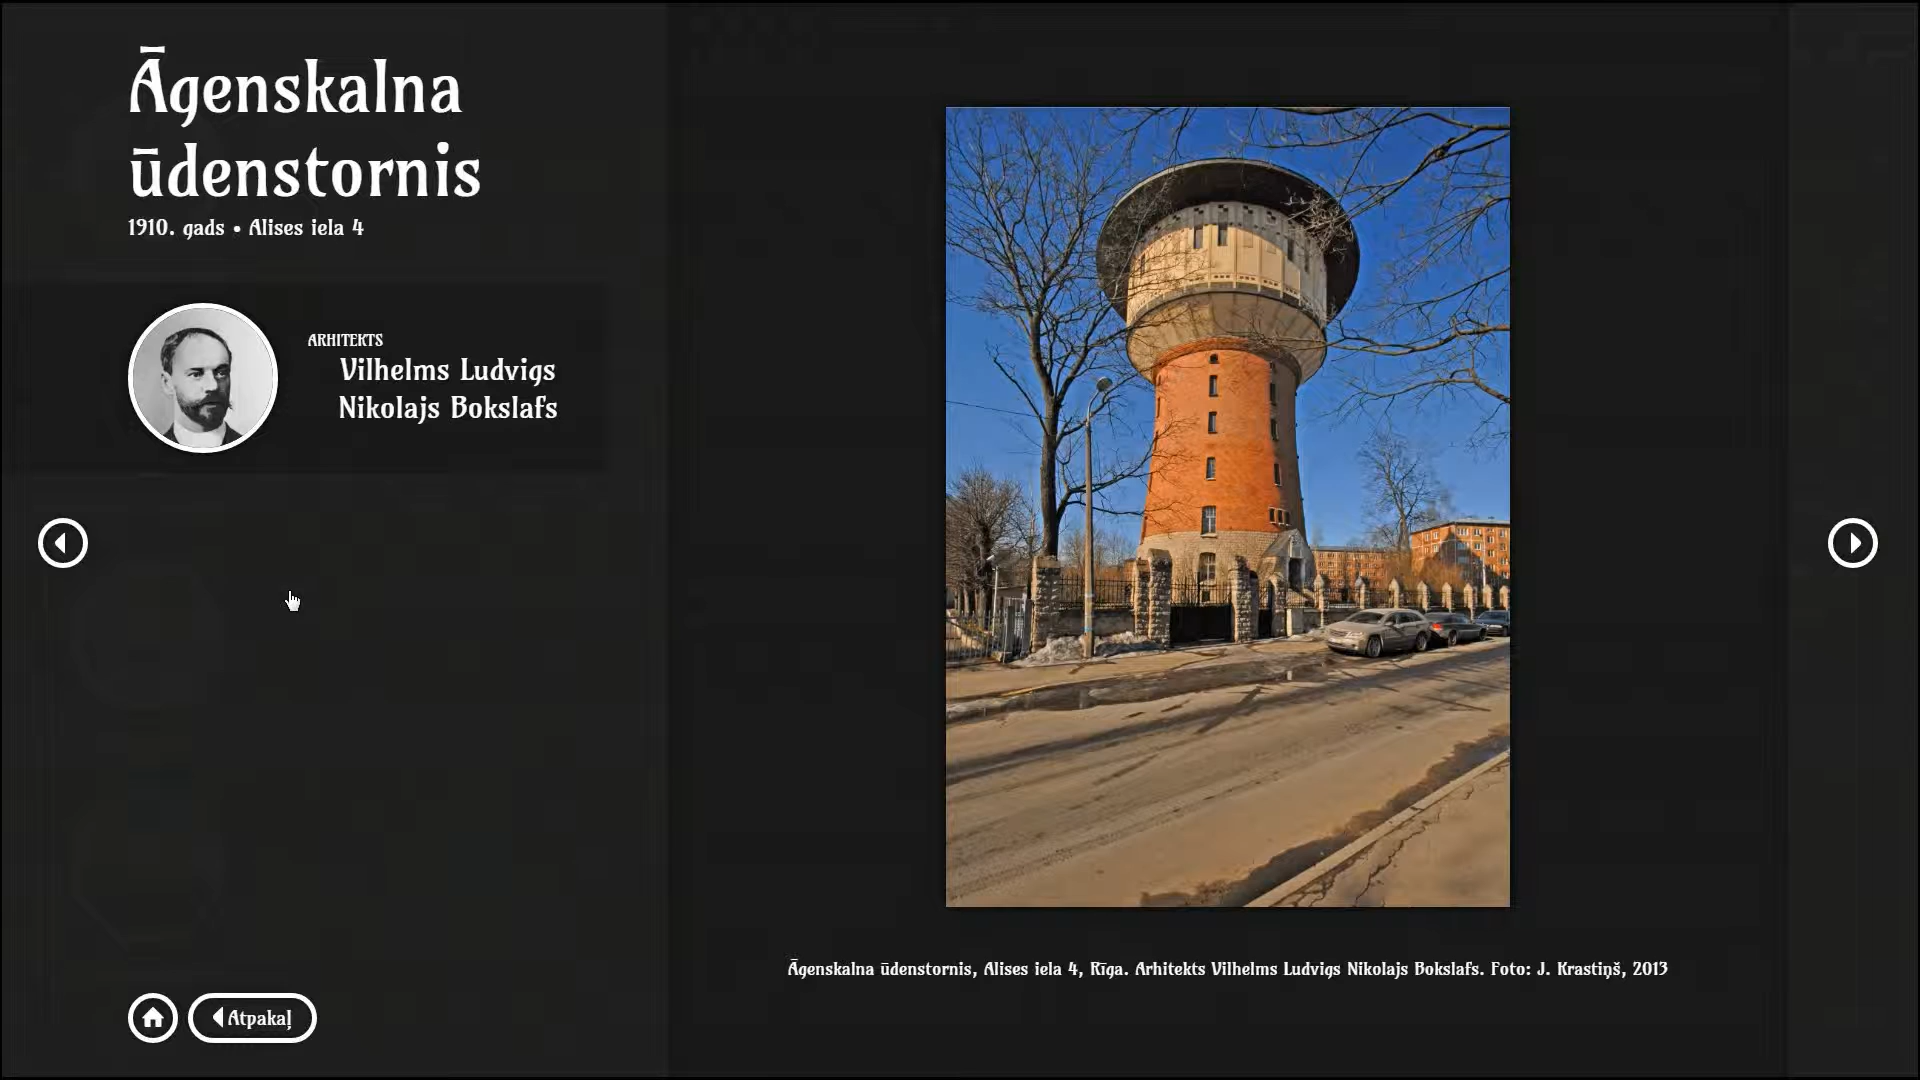 Āgenskalna
ūdenstornis
1910. gads • Alises iela 4
ARHITEKTS
Vilhelms Ludvigs
Nikolajs Bokslafs
Āgenskalna ūdenstornis, Alises iela 4, Rīga. Arhitekts Vilhelms Ludvigs Nikolajs Bokslafs. Foto: J. Krastiņš, 2013
Atpakaļ